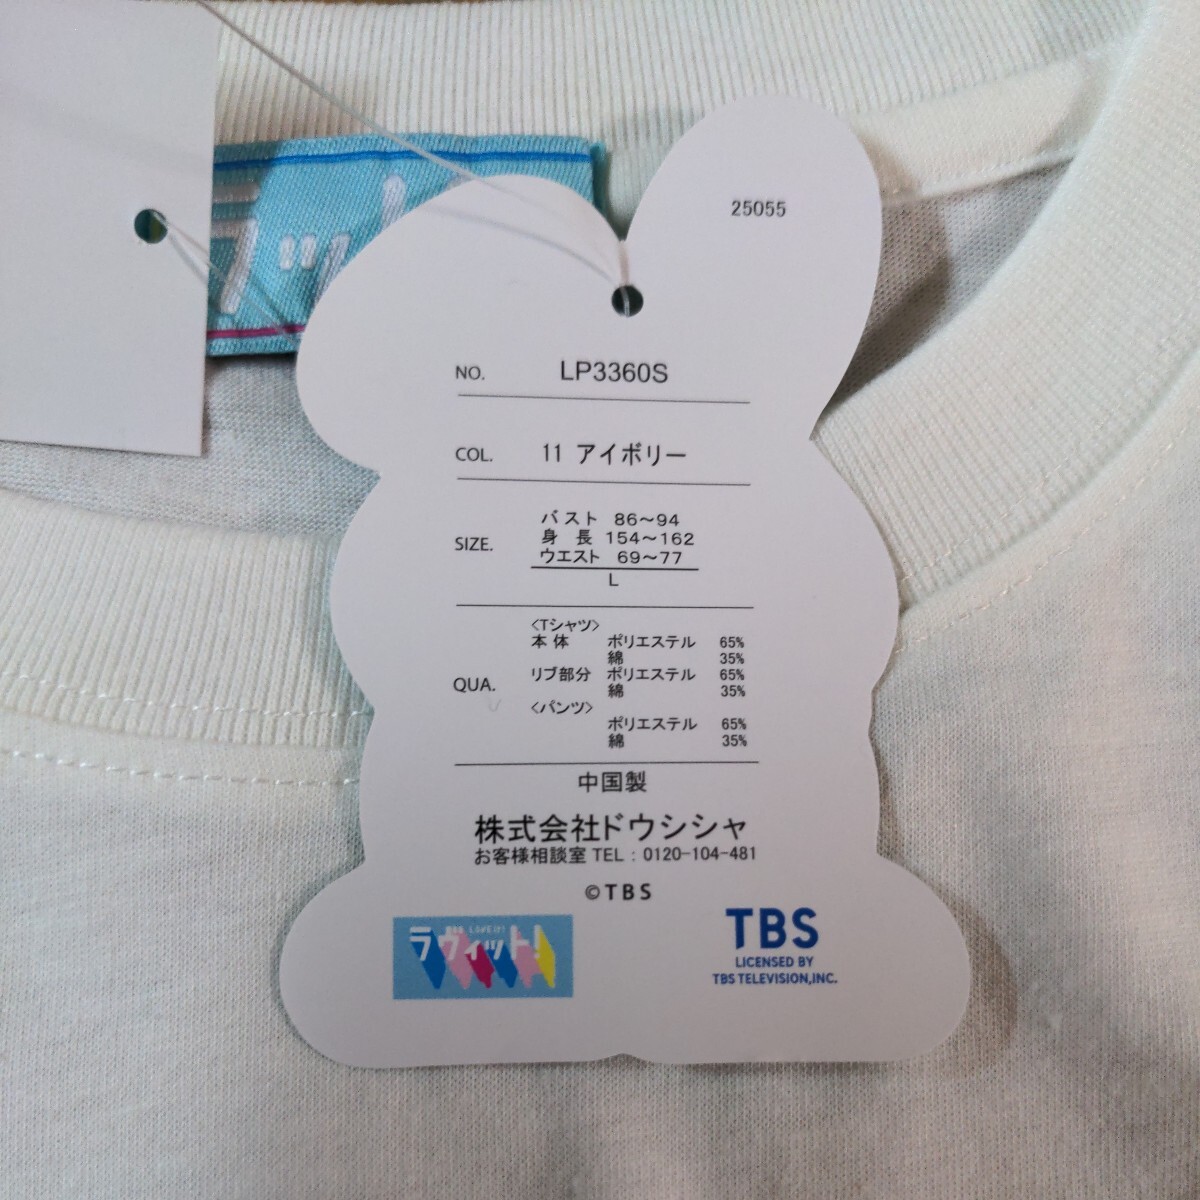 25055
NO. LP3360S
COL. 11 アイボリー
SIZE.
バスト 86～94
身長 154～162
ウエスト 69～77
L
QUA.
〈Tシャツ〉
本体 ポリエステル 65%
綿 35%
リブ部分 ポリエステル 65%
綿 35%
〈パンツ〉
ポリエステル 65%
綿 35%
中国製
株式会社ドウシシャ
お客様相談室 TEL：0120-104-481
©TBS
LOVE IT!
ラヴィット!
TBS
LICENSED BY
TBS TELEVISION,INC.